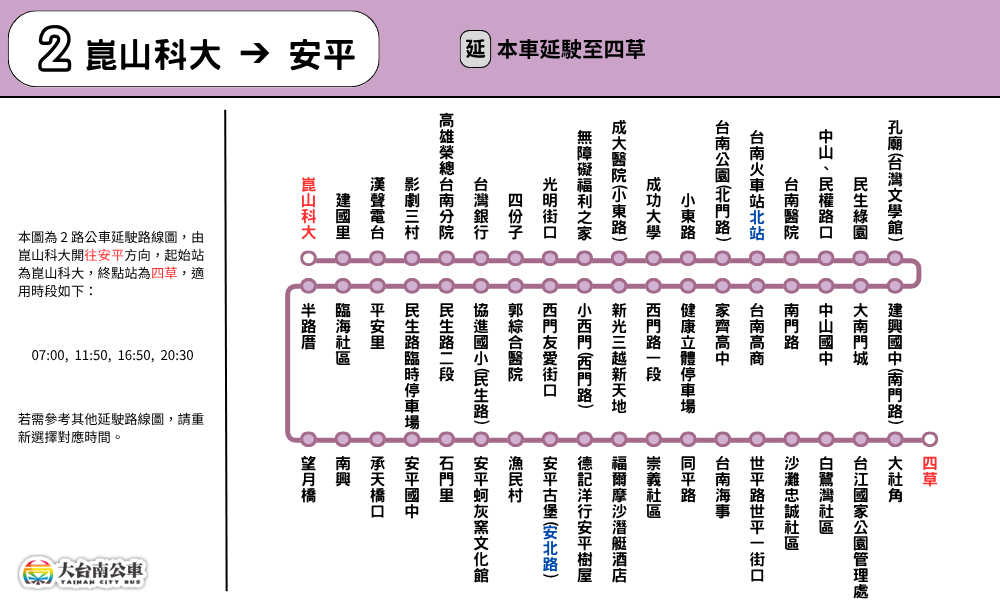 2 崑山科大 → 安平
延 本車延駛至四草
本圖為 2 路公車延駛路線圖，由
崑山科大開往安平方向，起始站
為崑山科大，終點站為四草，適
用時段如下：
07:00, 11:50, 16:50, 20:30
若需參考其他延駛路線圖，請重
新選擇對應時間。
崑山科大
建國里
漢聲電台
影劇三村
高雄榮總台南分院
台灣銀行
四份子
光明街口
無障礙福利之家
成大醫院(小東路)
成功大學
小東路
台南公園(北門路)
台南火車站北站
台南醫院
中山、民權路口
民生綠園
孔廟(台灣文學館)
半路厝
臨海社區
平安里
民生路臨時停車場
民生路二段
協進國小(民生路)
郭綜合醫院
西門友愛街口
小西門(西門路)
新光三越新天地
西門路一段
健康立體停車場
家齊高中
台南高商
南門路
中山國中
大南門城
建興國中(南門路)
望月橋
南興
承天橋口
安平國中
石門里
安平蚵灰窯文化館
漁民村
安平古堡(安北路)
德記洋行安平樹屋
福爾摩沙潛艇酒店
崇義社區
同平路
台南海事
世平路世平一街口
沙灘忠誠社區
白鷺灣社區
台江國家公園管理處
大社角
四草
大台南公車
TAINAN CITY BUS